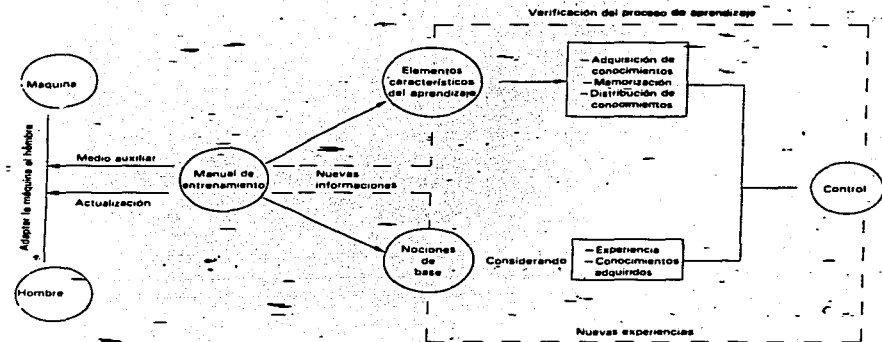 Verificación del proceso de aprendizaje
Máquina
Adaptar la máquina al hombre
Hombre
Medio auxiliar
Actualización
Manual de
entrenamiento
Nuevas
informaciones
Elementos
característicos
del aprendizaje
— Adquisición de
conocimientos
— Memorización
— Distribución de
conocimientos
Control
Nociones
de
base
Considerando
— Experiencia
— Conocimientos
adquiridos
Nuevas experiencias